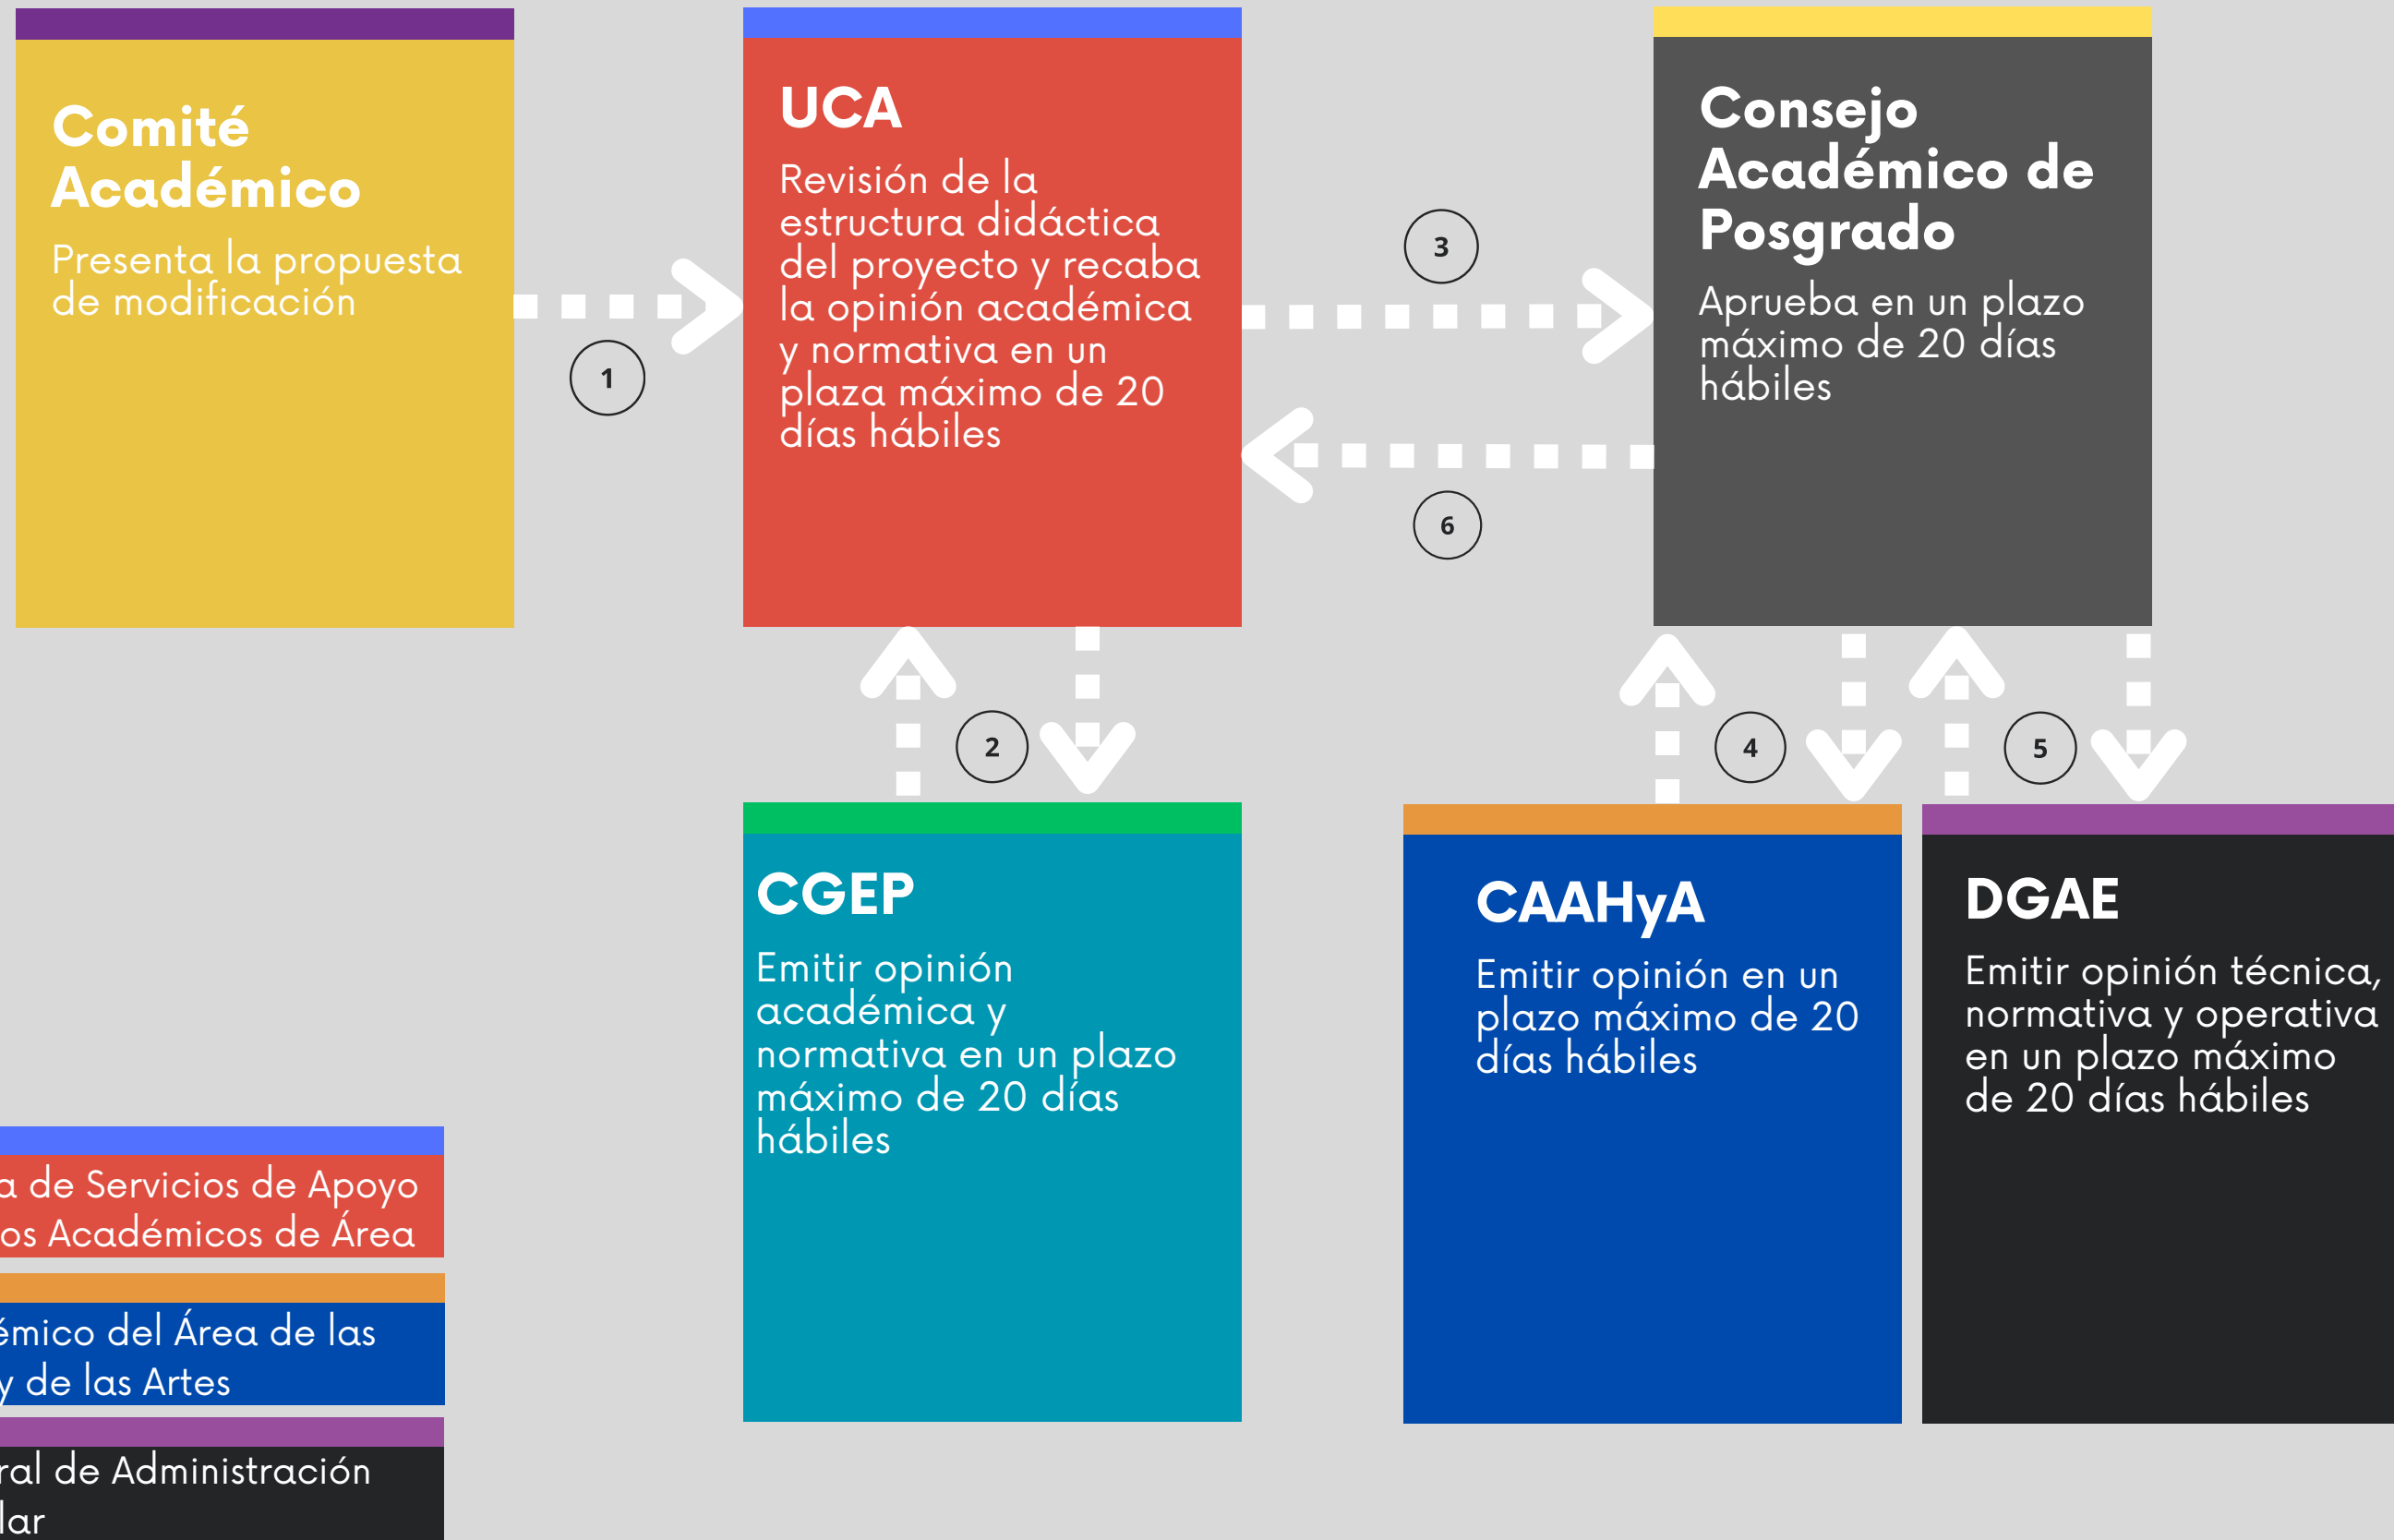 Comité
Académico
Presenta la propuesta
de modificación
1
UCA
Revisión de la
estructura didáctica
del proyecto y recaba
la opinión académica
y normativa en un
plaza máximo de 20
días hábiles
3
6
Consejo
Académico de
Posgrado
Aprueba en un plazo
máximo de 20 días
hábiles
2
4
5
CGEP
Emitir opinión
académica y
normativa en un plazo
máximo de 20 días
hábiles
CAAHyA
Emitir opinión en un
plazo máximo de 20
días hábiles
DGAE
Emitir opinión técnica,
normativa y operativa
en un plazo máximo
de 20 días hábiles
de Servicios de Apoyo
Académicos de Área
del Área de las
y de las Artes
de Administración